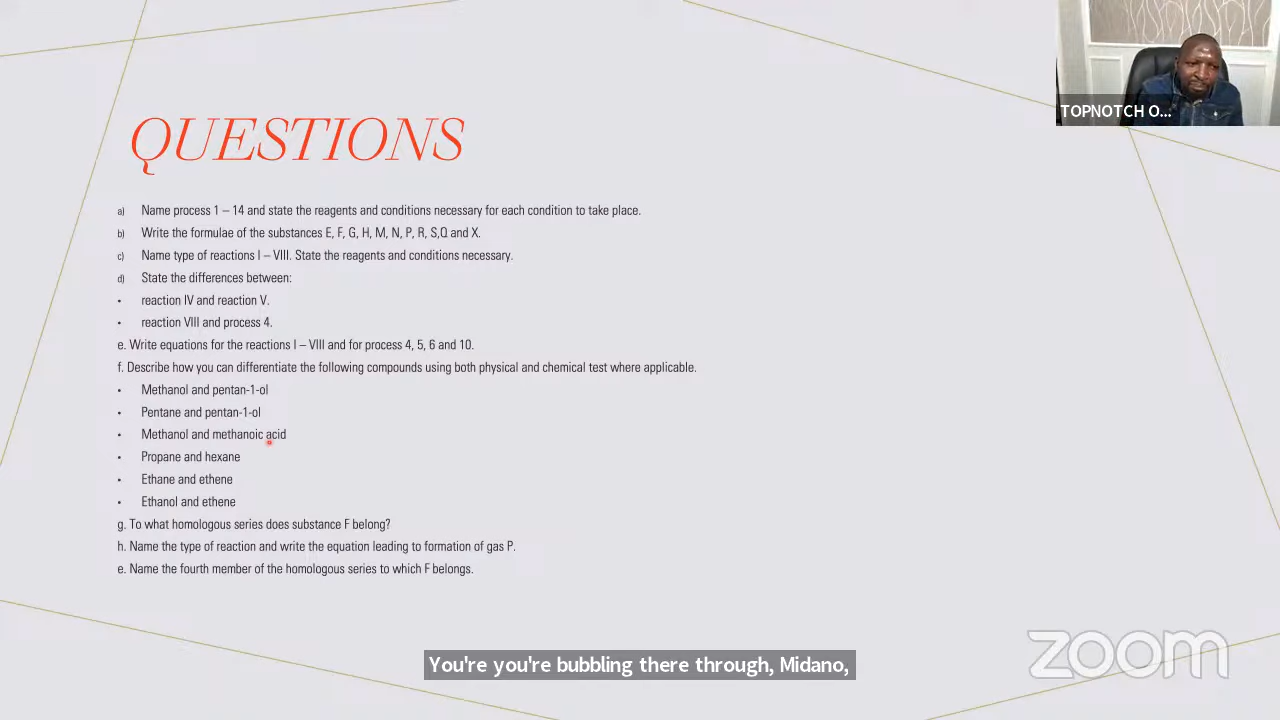 TOPNOTCH O...
QUESTIONS
a) Name process 1 – 14 and state the reagents and conditions necessary for each condition to take place.
b) Write the formulae of the substances E, F, G, H, M, N, P, R, S,Q and X.
c) Name type of reactions I – VIII. State the reagents and conditions necessary.
d) State the differences between:
• reaction IV and reaction V.
• reaction VIII and process 4.
e. Write equations for the reactions I – VIII and for process 4, 5, 6 and 10.
f. Describe how you can differentiate the following compounds using both physical and chemical test where applicable.
• Methanol and pentan-1-ol
• Pentane and pentan-1-ol
• Methanol and methanoic acid
• Propane and hexane
• Ethane and ethene
• Ethanol and ethene
g. To what homologous series does substance F belong?
h. Name the type of reaction and write the equation leading to formation of gas P.
e. Name the fourth member of the homologous series to which F belongs.
zoom
You're you're bubbling there through, Midano,